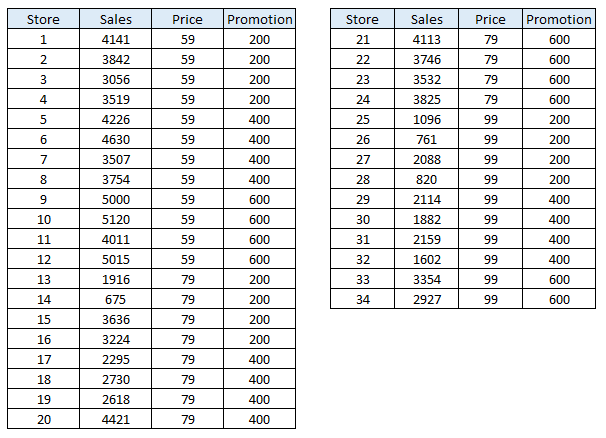 Store Sales Price Promotion
1 4141 59 200
2 3842 59 200
3 3056 59 200
4 3519 59 200
5 4226 59 400
6 4630 59 400
7 3507 59 400
8 3754 59 400
9 5000 59 600
10 5120 59 600
11 4011 59 600
12 5015 59 600
13 1916 79 200
14 675 79 200
15 3636 79 200
16 3224 79 200
17 2295 79 400
18 2730 79 400
19 2618 79 400
20 4421 79 400
Store Sales Price Promotion
21 4113 79 600
22 3746 79 600
23 3532 79 600
24 3825 79 600
25 1096 99 200
26 761 99 200
27 2088 99 200
28 820 99 200
29 2114 99 400
30 1882 99 400
31 2159 99 400
32 1602 99 400
33 3354 99 600
34 2927 99 600